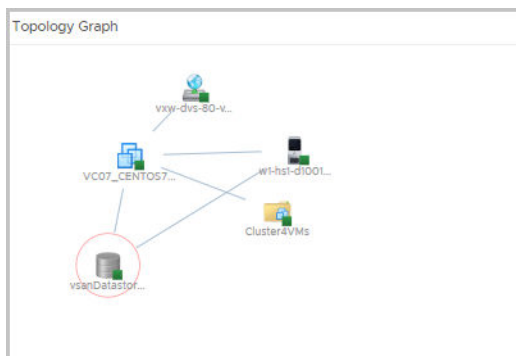 Topology Graph
vxw-dvs-80-v...
VC07_CENTOS7...
w1-hs1-d1001...
Cluster4VMs
vsanDatastor...